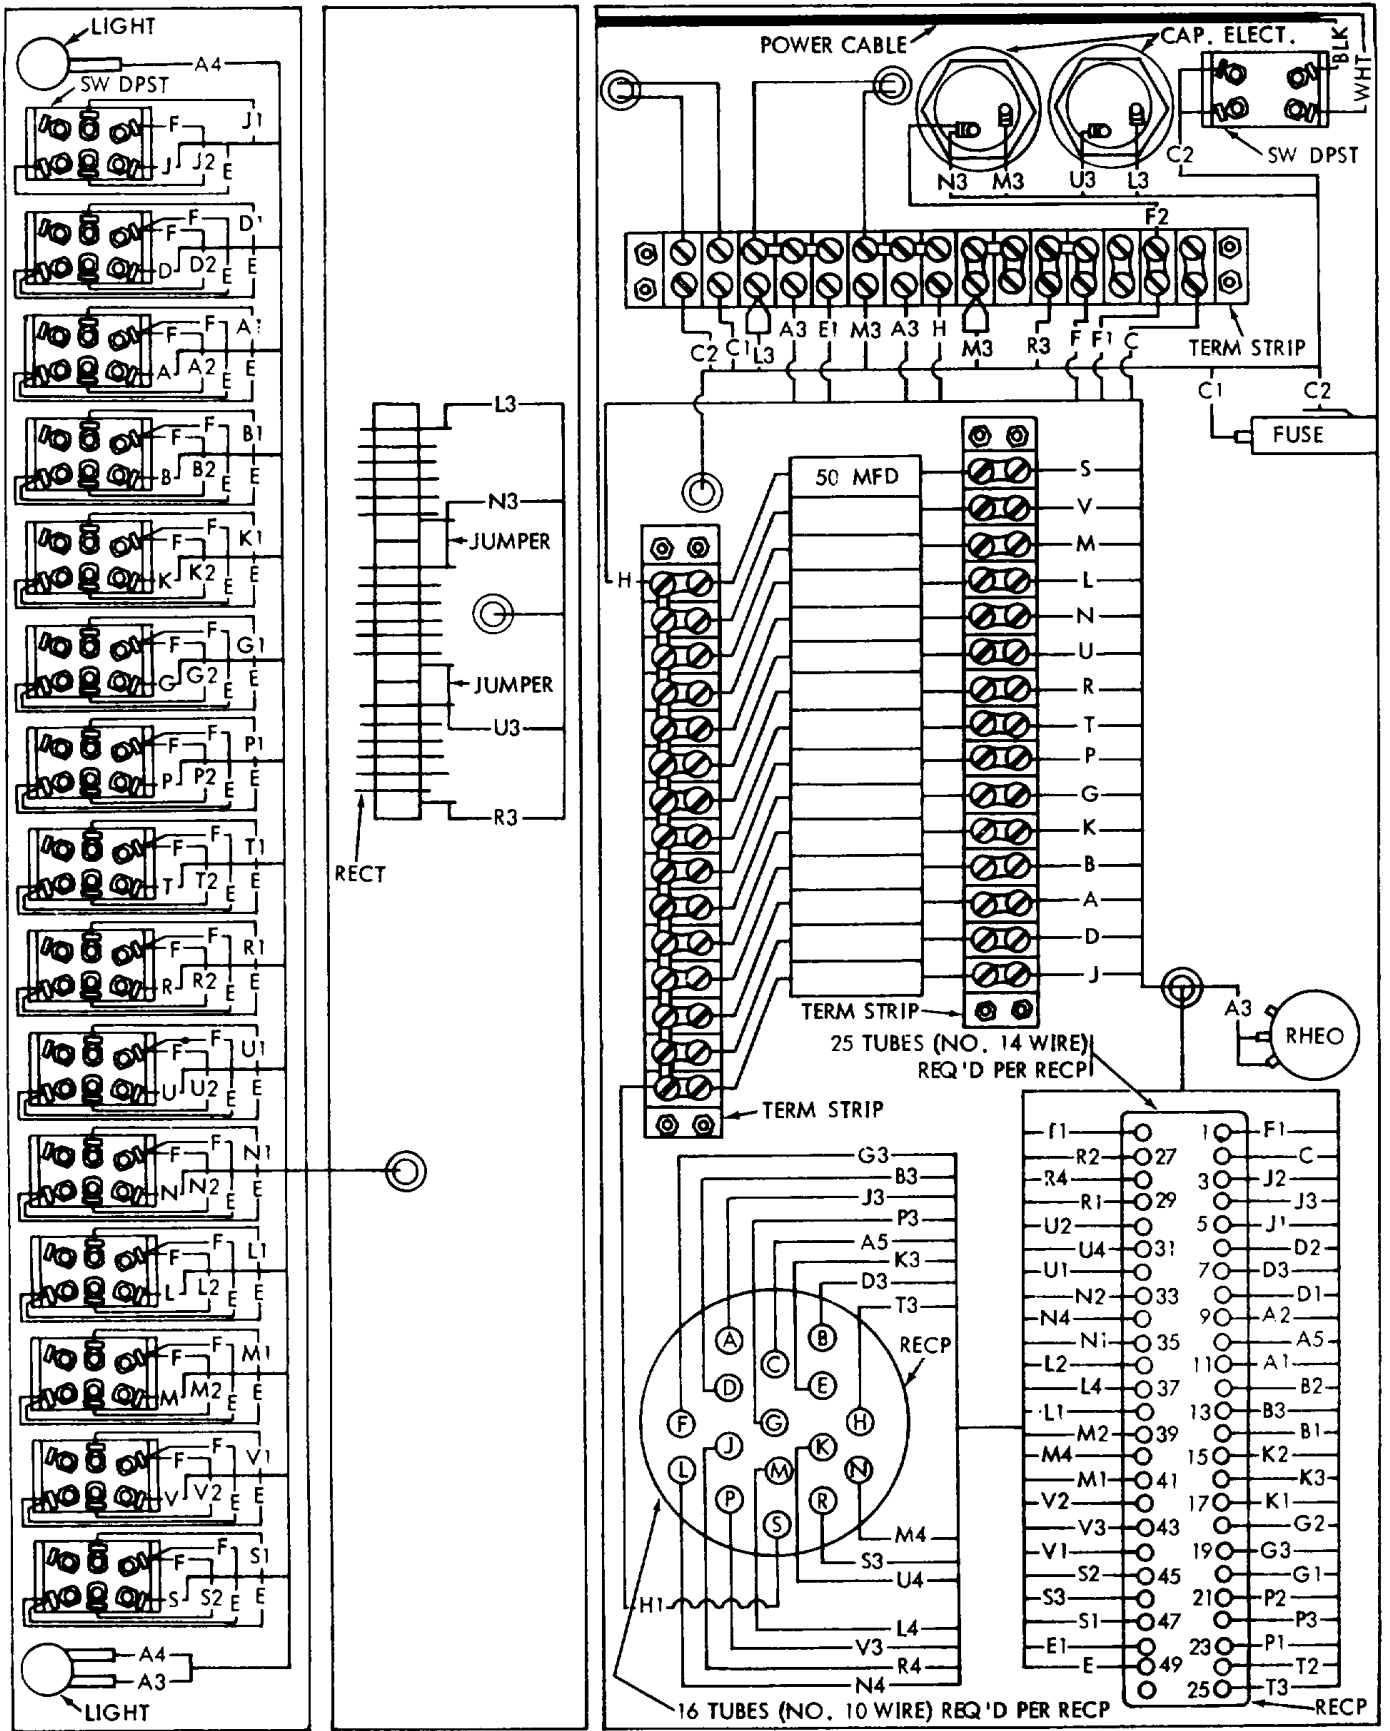 LIGHT
A4
SW DPST
F
J1
J
J2
E
F
F
D1
D
D2
E
E
F
F
A1
A
A2
E
E
F
F
B1
B
B2
E
E
F
F
K1
K
K2
E
E
F
F
G1
G
G2
E
E
F
F
P1
P
P2
E
E
F
F
T1
T
T2
E
E
F
F
R1
R
R2
E
E
F
F
U1
U
U2
E
E
F
F
N1
N
N2
E
E
F
F
L1
L
L2
E
E
F
F
M1
M
M2
E
E
F
F
V1
V
V2
E
E
F
F
S1
S
S2
E
E
A4
A3
LIGHT
L3
N3
JUMPER
JUMPER
U3
R3
RECT
POWER CABLE
CAP. ELECT.
BLK
WHT
N3
M3
U3
L3
C2
SW DPST
F2
C2
C1
L3
A3
E1
M3
A3
H
M3
R3
F
F1
C
TERM STRIP
C1
C2
FUSE
50 MFD
H
S
V
M
L
N
U
R
T
P
G
K
B
A
D
J
TERM STRIP
TERM STRIP
A3
RHEO
25 TUBES (NO. 14 WIRE)
REQ'D PER RECP
G3
B3
J3
P3
A5
K3
D3
T3
RECP
A
B
C
D
E
F
G
H
J
K
L
M
N
P
R
S
M4
S3
U4
H1
L4
V3
R4
N4
16 TUBES (NO. 10 WIRE) REQ'D PER RECP
1 F1
R2 27 C
R4 3 J2
R1 29 J3
U2 5 J1
U4 31 D2
U1 7 D3
N2 33 D1
N4 9 A2
N1 35 A5
L2 11 A1
L4 37 B2
L1 13 B3
M2 39 B1
M4 15 K2
M1 41 K3
V2 17 K1
V3 43 G2
V1 19 G3
S2 45 G1
S3 21 P2
S1 47 P3
E1 23 P1
E 49 T2
25 T3
RECP